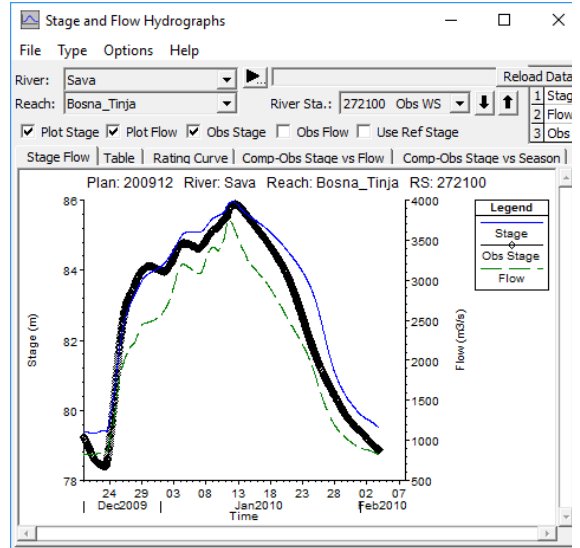 Stage and Flow Hydrographs
File Type Options Help
River: Sava Reload Data
Reach: Bosna_Tinja River Sta.: 272100 Obs WS
1 Stag
2 Flow
3 Obs
Plot Stage Plot Flow Obs Stage Obs Flow Use Ref Stage
Stage Flow Table Rating Curve Comp-Obs Stage vs Flow Comp-Obs Stage vs Season
Plan: 200912 River: Sava Reach: Bosna_Tinja RS: 272100
Legend
Stage
Obs Stage
Flow
86
84
82
80
78
Stage (m)
4000
3500
3000
2500
2000
1500
1000
500
Flow (m3/s)
24 29 03 08 13 18 23 28 02 07
Dec2009 Jan2010 Feb2010
Time